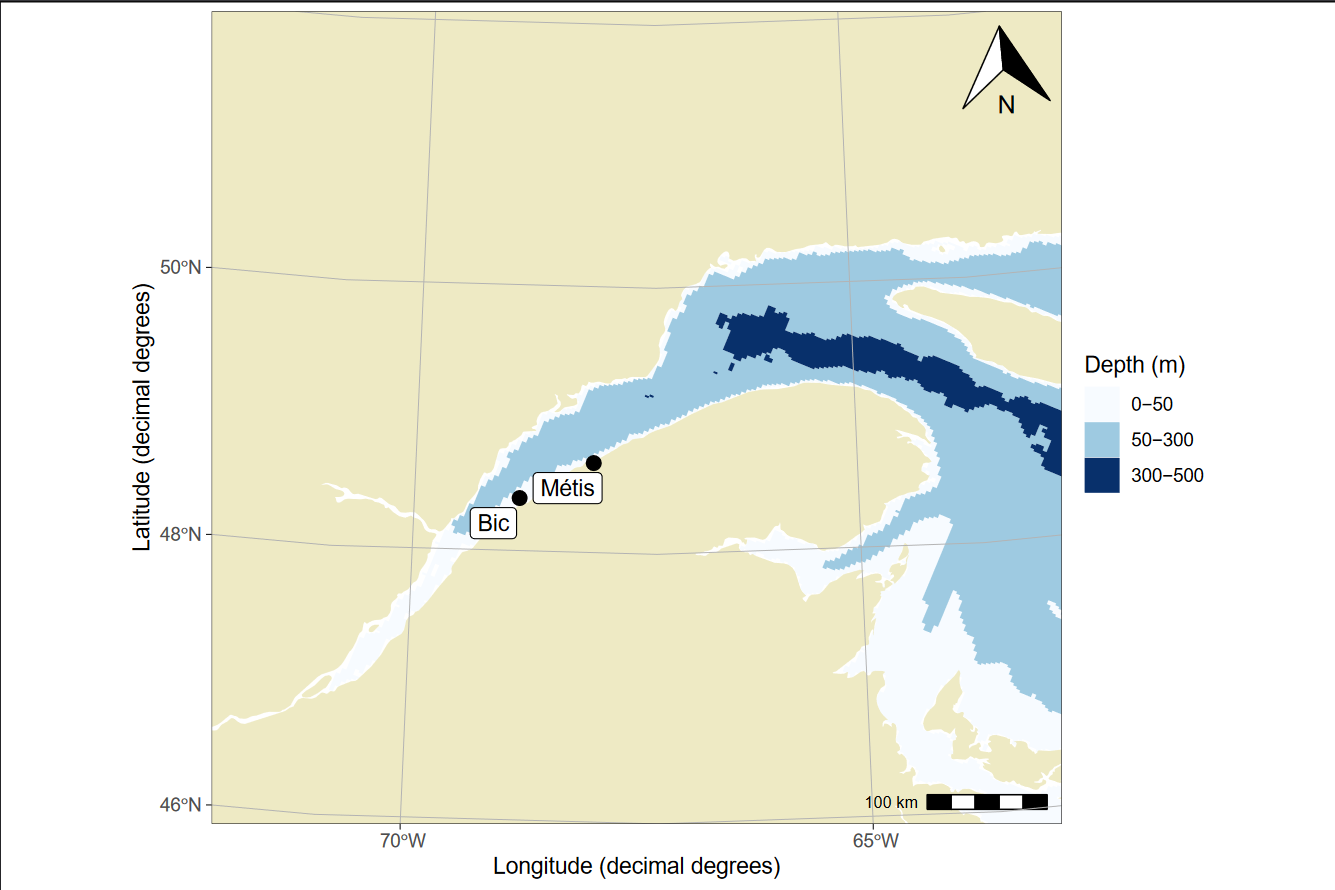 N
50°N
48°N
46°N
Latitude (decimal degrees)
Métis
Bic
100 km
70°W
65°W
Longitude (decimal degrees)
Depth (m)
0−50
50−300
300−500